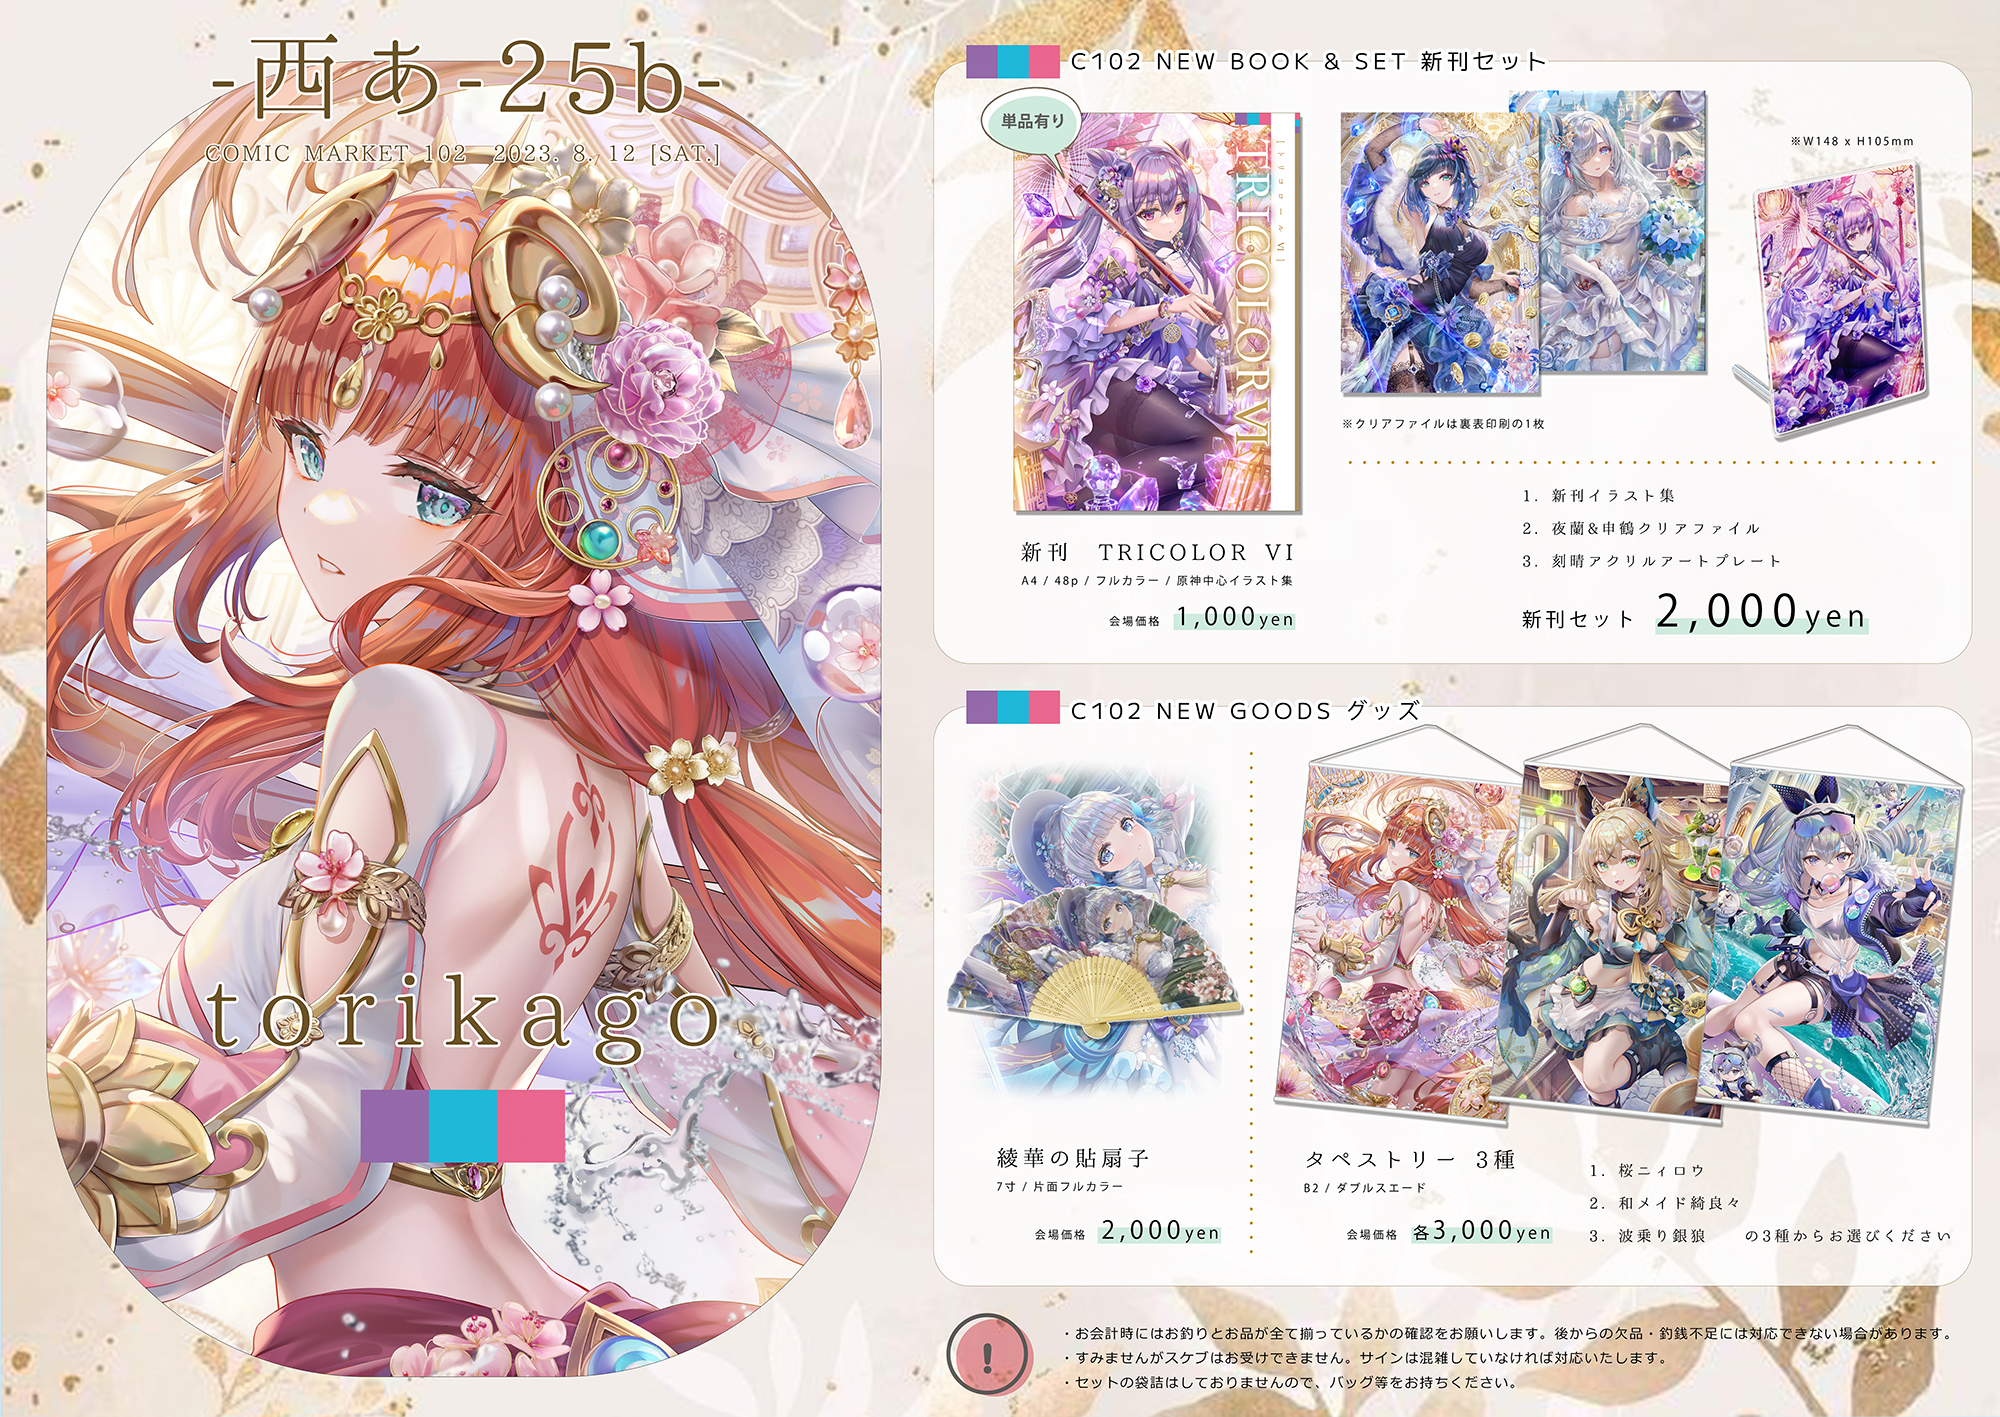 -西あ-25b-
COMIC MARKET 102 2023. 8. 12 [SAT.]
torikago
C102 NEW BOOK & SET 新刊セット
単品有り
[トリコロール VI]
TRICOLOR VI
※W148 x H105mm
※クリアファイルは裏表印刷の1枚
新刊 TRICOLOR VI
A4 / 48p / フルカラー / 原神中心イラスト集
会場価格 1,000yen
1. 新刊イラスト集
2. 夜蘭&申鶴クリアファイル
3. 刻晴アクリルアートプレート
新刊セット 2,000yen
C102 NEW GOODS グッズ
綾華の貼扇子
7寸 / 片面フルカラー
会場価格 2,000yen
タペストリー 3種
B2 / ダブルスエード
会場価格 各3,000yen
1. 桜ニィロウ
2. 和メイド綺良々
3. 波乗り銀狼 の3種からお選びください
・お会計時にはお釣りとお品が全て揃っているかの確認をお願いします。後からの欠品・釣銭不足には対応できない場合があります。
・すみませんがスケブはお受けできません。サインは混雑していなければ対応いたします。
・セットの袋詰はしておりませんので、バッグ等をお持ちください。